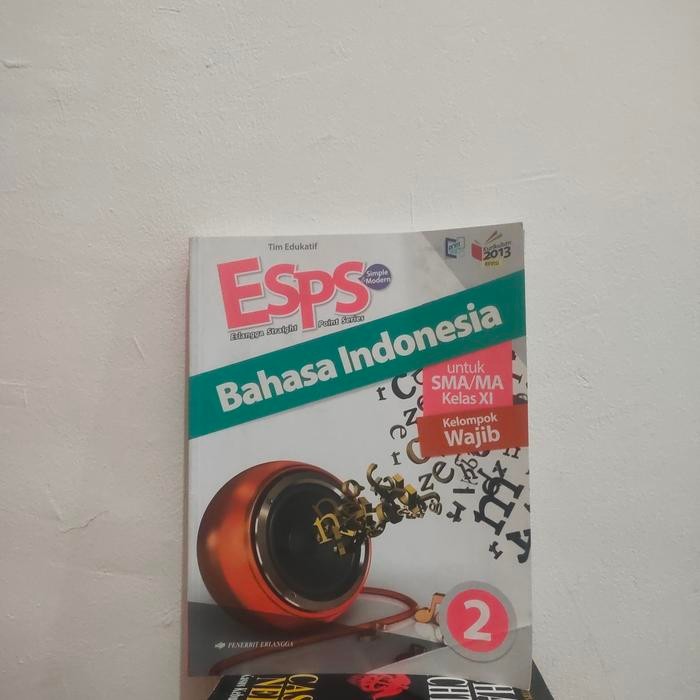 Tim Edukatif
Kurikulum
2013
REVISI
ESPS
Simple
&Modern
Erlangga Straight Point Series
Bahasa Indonesia
untuk
SMA/MA
Kelas XI
Kelompok
Wajib
2
PENERBIT ERLANGGA